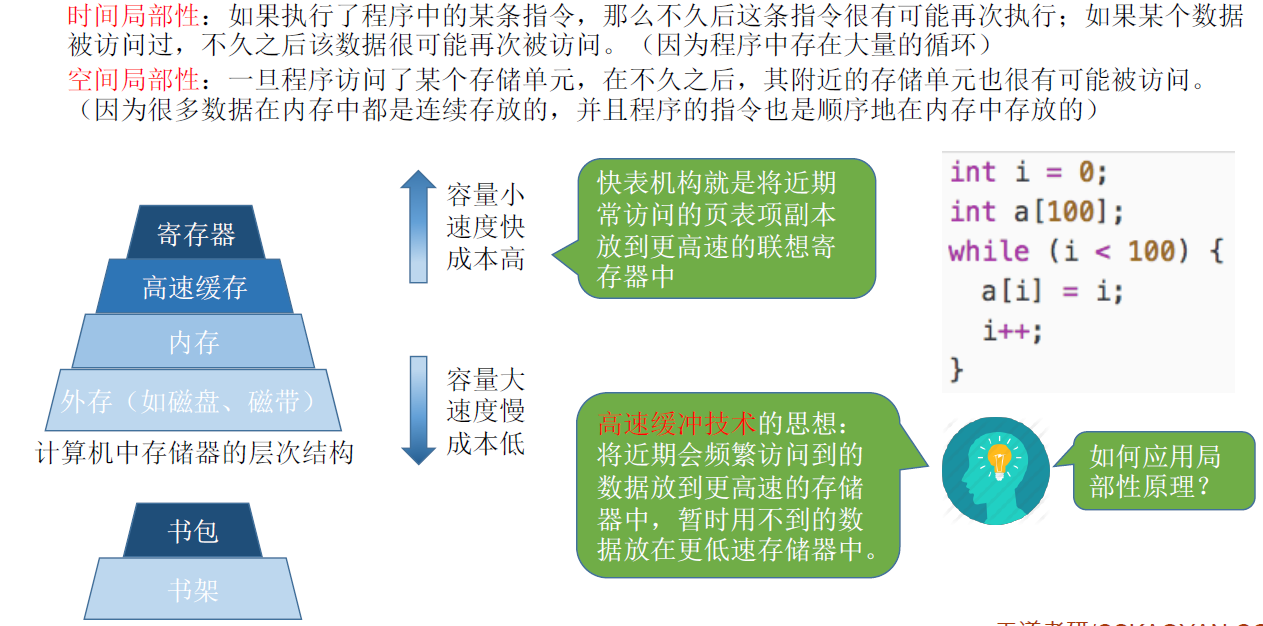 时间局部性：如果执行了程序中的某条指令，那么不久后这条指令很有可能再次执行；如果某个数据
被访问过，不久之后该数据很可能再次被访问。（因为程序中存在大量的循环）
空间局部性：一旦程序访问了某个存储单元，在不久之后，其附近的存储单元也很有可能被访问。
（因为很多数据在内存中都是连续存放的，并且程序的指令也是顺序地在内存中存放的）
寄存器
高速缓存
内存
外存（如磁盘、磁带）
计算机中存储器的层次结构
书包
书架
容量小
速度快
成本高
容量大
速度慢
成本低
快表机构就是将近期
常访问的页表项副本
放到更高速的联想寄
存器中
高速缓冲技术的思想：
将近期会频繁访问到的
数据放到更高速的存储
器中，暂时用不到的数
据放在更低速存储器中。
int i = 0;
int a[100];
while (i < 100) {
  a[i] = i;
  i++;
}
如何应用局
部性原理？